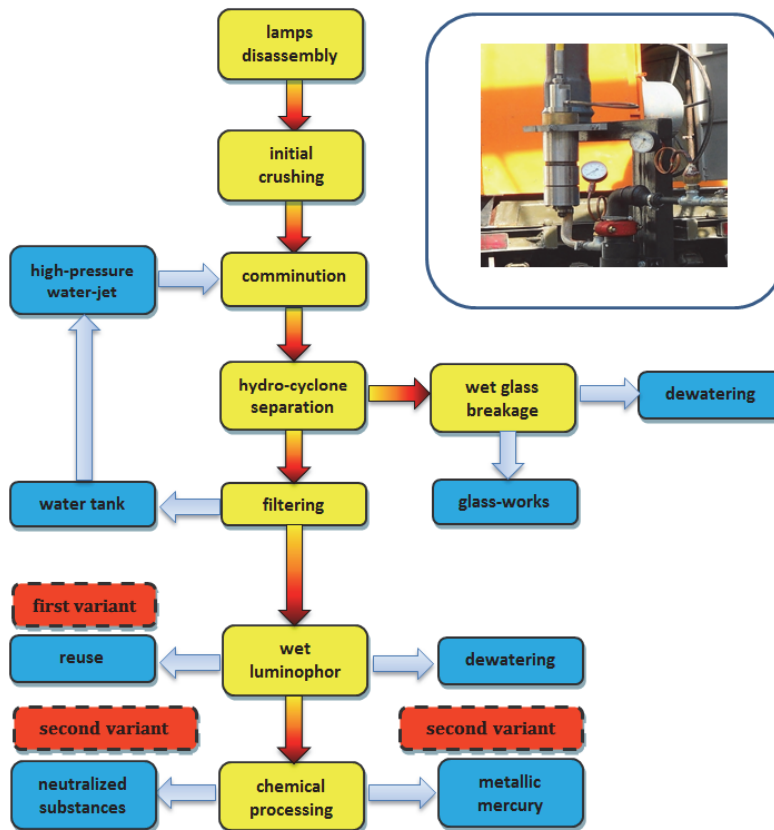 lamps
disassembly
initial
crushing
high-pressure
water-jet
comminution
hydro-cyclone
separation
wet glass
breakage
dewatering
water tank
filtering
glass-works
first variant
reuse
wet
luminophor
dewatering
second variant
second variant
neutralized
substances
chemical
processing
metallic
mercury